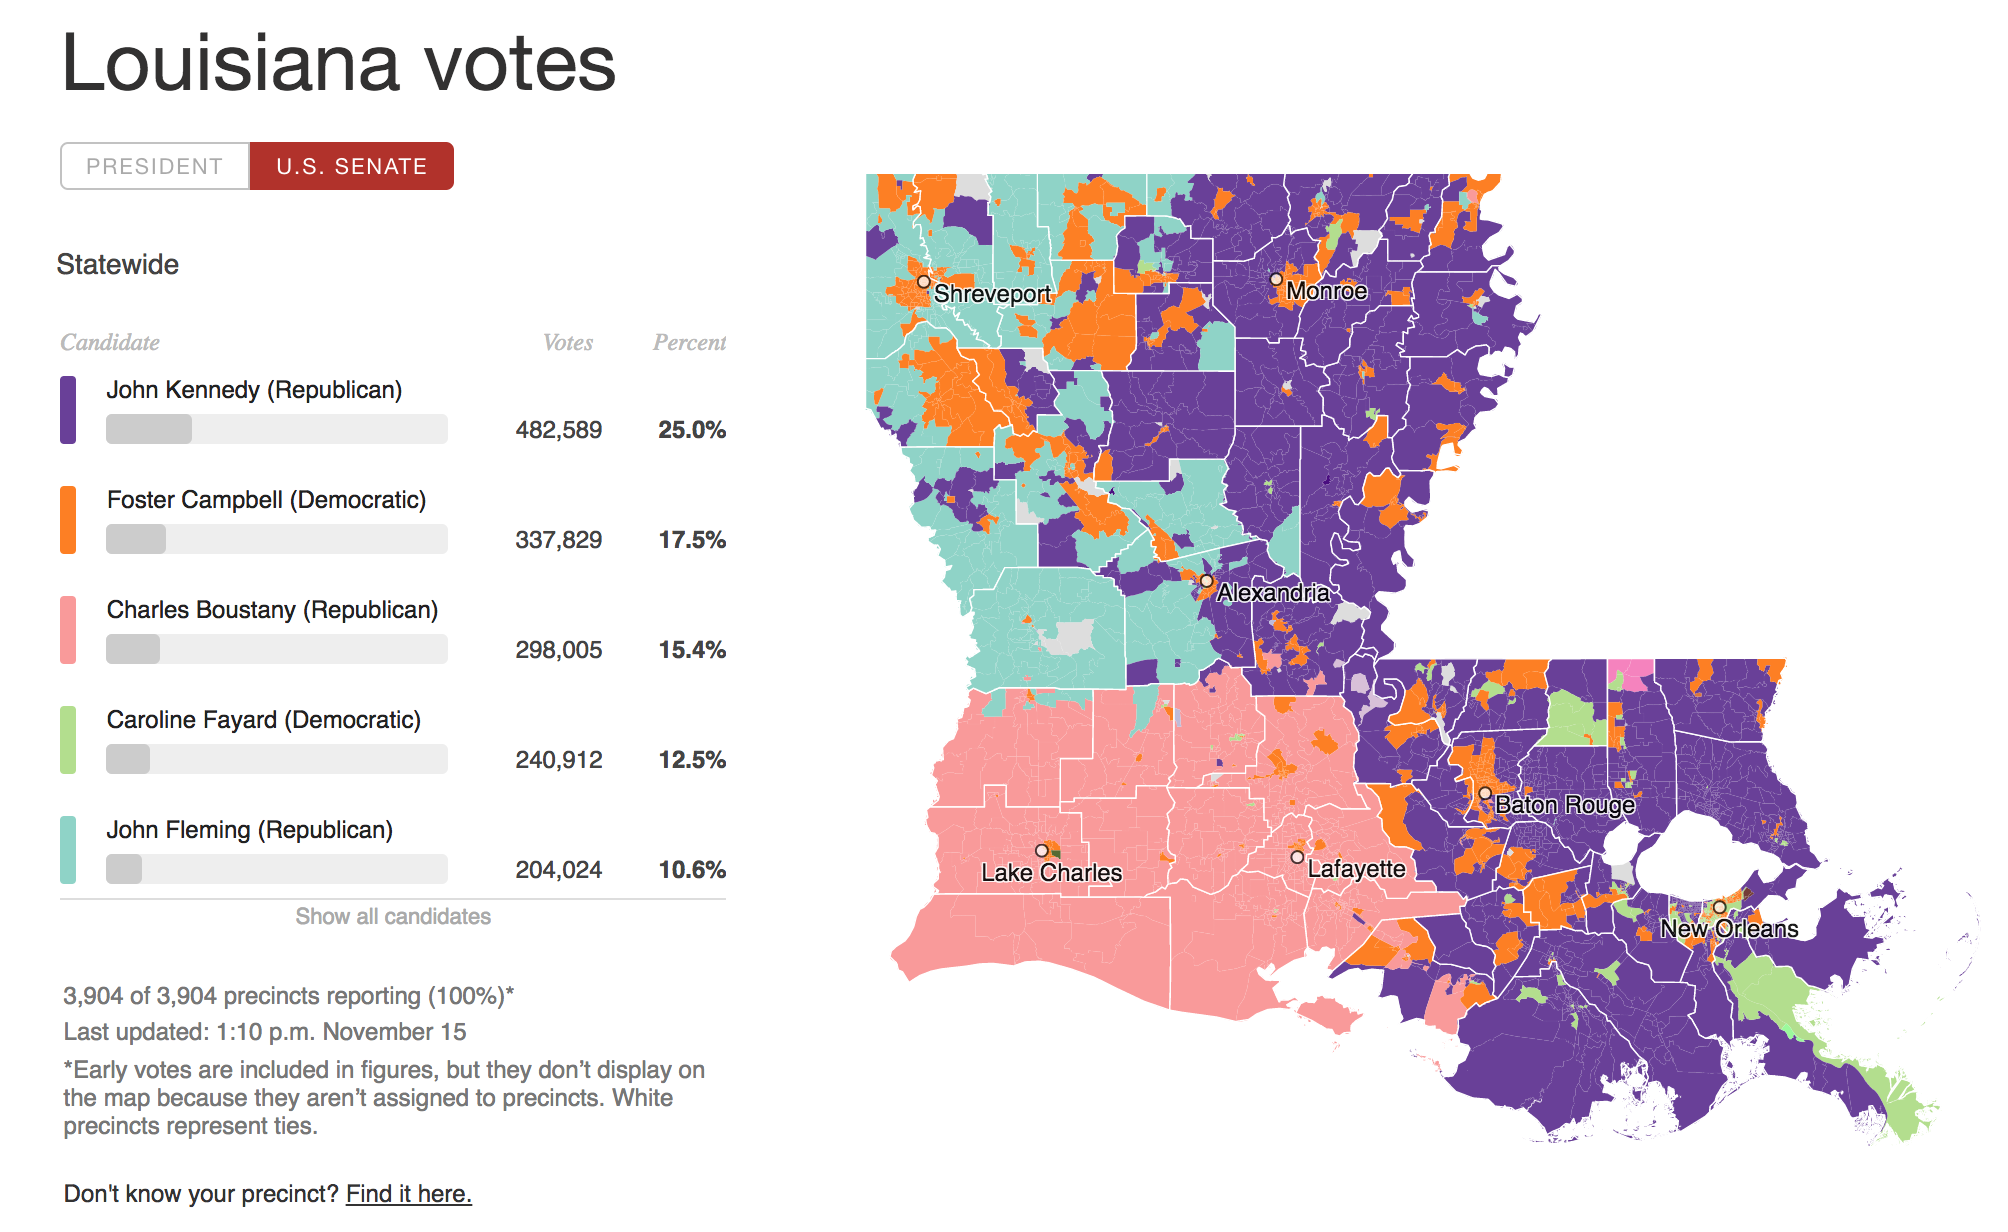 Louisiana votes
PRESIDENT
U.S. SENATE
Statewide
Candidate Votes Percent
John Kennedy (Republican)
482,589 25.0%
Foster Campbell (Democratic)
337,829 17.5%
Charles Boustany (Republican)
298,005 15.4%
Caroline Fayard (Democratic)
240,912 12.5%
John Fleming (Republican)
204,024 10.6%
Show all candidates
3,904 of 3,904 precincts reporting (100%)*
Last updated: 1:10 p.m. November 15
*Early votes are included in figures, but they don’t display on
the map because they aren’t assigned to precincts. White
precincts represent ties.
Don't know your precinct? Find it here.
Shreveport
Monroe
Alexandria
Baton Rouge
Lake Charles
Lafayette
New Orleans